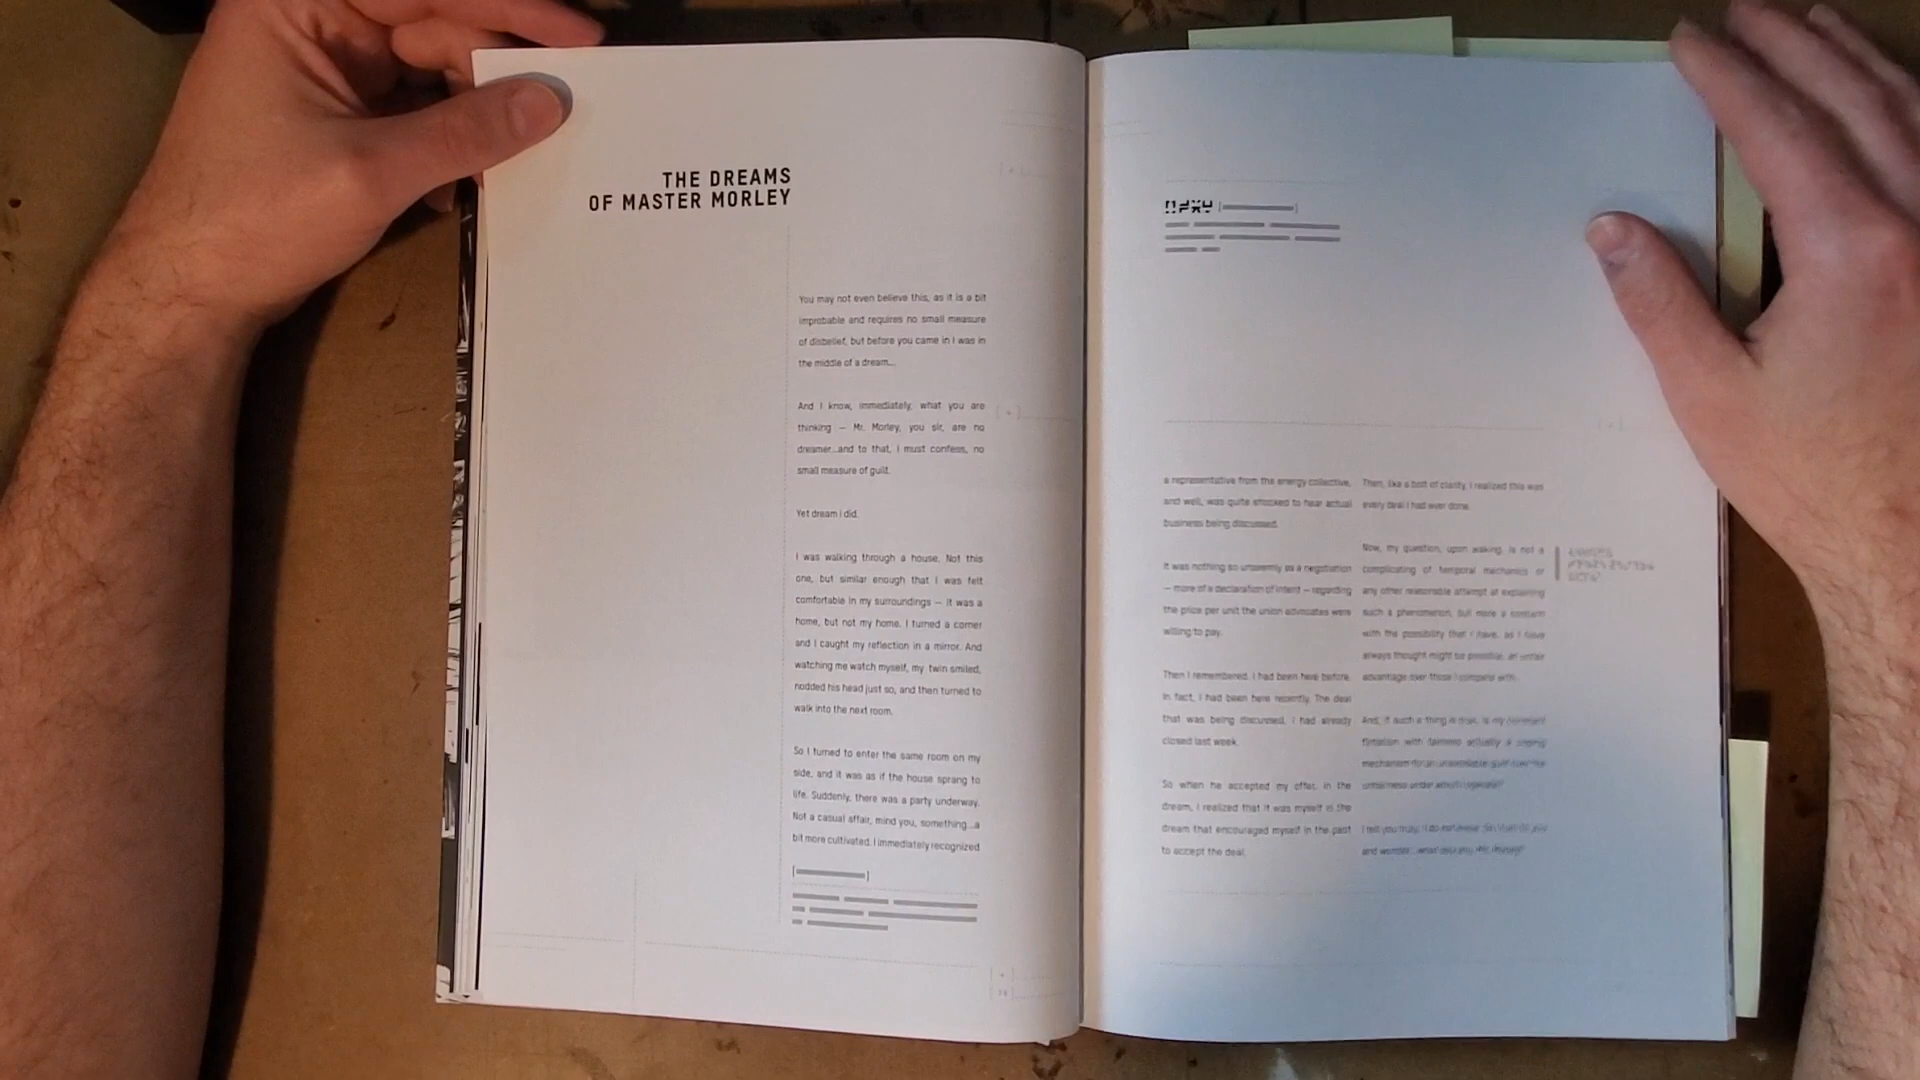 THE DREAMS
OF MASTER MORLEY
You may not even believe this, as it is a bit
improbable and requires no small measure
of disbelief, but before you came in I was in
the middle of a dream...
And I know, immediately, what you are
thinking — Mr. Morley, you sir, are no
dreamer...and to that, I must confess, no
small measure of guilt.
Yet dream I did.
I was walking through a house. Not this
one, but similar enough that I was felt
comfortable in my surroundings — it was a
home, but not my home. I turned a corner
and I caught my reflection in a mirror. And
watching me watch myself, my twin smiled,
nodded his head just so, and then turned to
walk into the next room.
So I turned to enter the same room on my
side, and it was as if the house sprang to
life. Suddenly, there was a party underway.
Not a casual affair, mind you, something...a
bit more cultivated. I immediately recognized
a representative from the energy collective,
and well, was quite shocked to hear actual
business being discussed.
It was nothing so unseemly as a negotiation
— more of a declaration of intent — regarding
the price per unit the union advocates were
willing to pay.
Then I remembered. I had been here before.
In fact, I had been here recently. The deal
that was being discussed, I had already
closed last week.
So when he accepted my offer, in the
dream, I realized that it was myself in the
dream that encouraged myself in the past
to accept the deal.
Then, like a bolt of clarity, I realized this was
every deal I had ever done.
Now, my question, upon waking, is not a
complicating of temporal mechanics or
any other reasonable attempt at explaining
such a phenomenon, but more a
with the possibility that I have, as I have
always thought might be possible, an unfair
advantage over those I compete with.
And, if such a thing is true, is my
flirtation with fairness actually a coping
mechanism for an unavoidable guilt over the
unfairness under which I operate?
I tell you truly,
and wonder...what